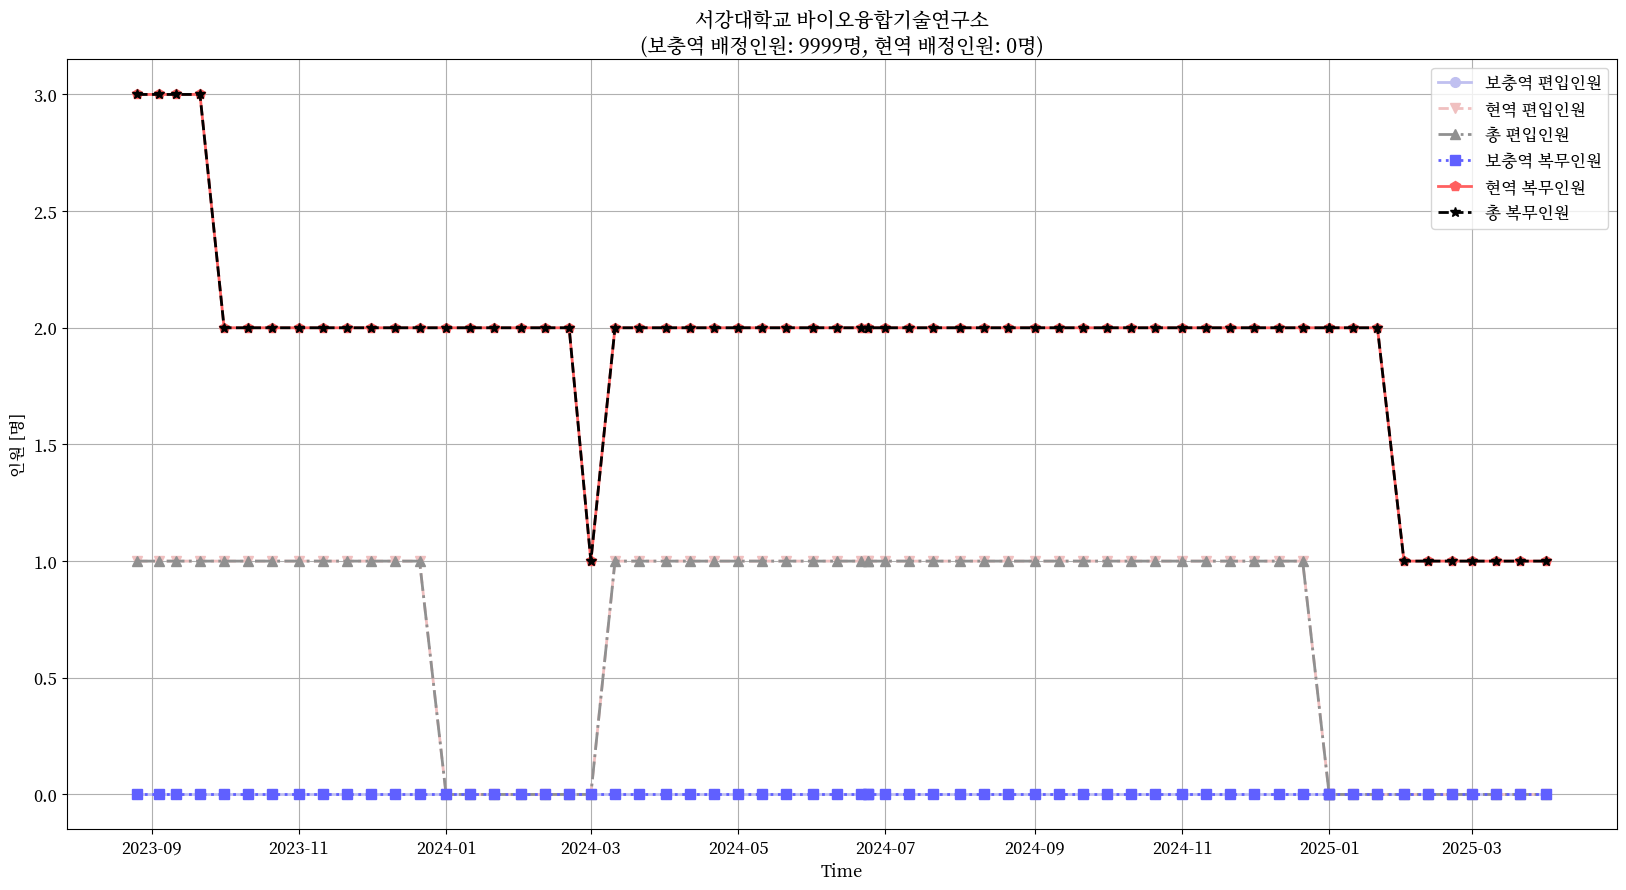 서강대학교 바이오융합기술연구소
(보충역 배정인원: 9999명, 현역 배정인원: 0명)
보충역 편입인원
현역 편입인원
총 편입인원
보충역 복무인원
현역 복무인원
총 복무인원
인원 [명]
3.0
2.5
2.0
1.5
1.0
0.5
0.0
2023-09
2023-11
2024-01
2024-03
2024-05
2024-07
2024-09
2024-11
2025-01
2025-03
Time